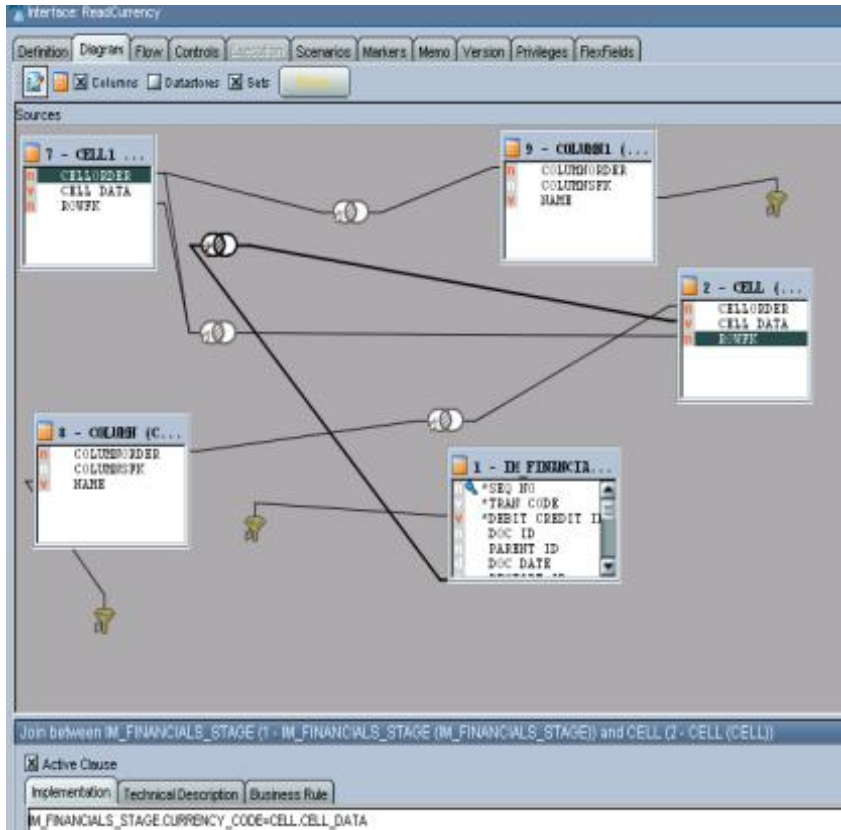 Interface: ReadCurrency
Definition Diagram Flow Controls Execution Scenarios Markers Memo Version Privileges FlexFields
Columns Datastores Sets
Sources
7 - CELL1 ...
CELLORDER
CELL DATA
ROWFK
9 - COLUMN1 (...
COLUMNORDER
COLUMNSFK
NAME
2 - CELL (...
CELLORDER
CELL DATA
ROWFK
8 - COLUMN (C...
COLUMNORDER
COLUMNSFK
NAME
1 - IM_FINANCIA...
*SEQ NO
*TRAN CODE
*DEBIT CREDIT I
DOC ID
PARENT ID
DOC DATE
Join between IM_FINANCIALS_STAGE (1 - IM_FINANCIALS_STAGE (IM_FINANCIALS_STAGE)) and CELL (2 - CELL (CELL))
Active Clause
Implementation Technical Description Business Rule
IM_FINANCIALS_STAGE.CURRENCY_CODE=CELL.CELL_DATA